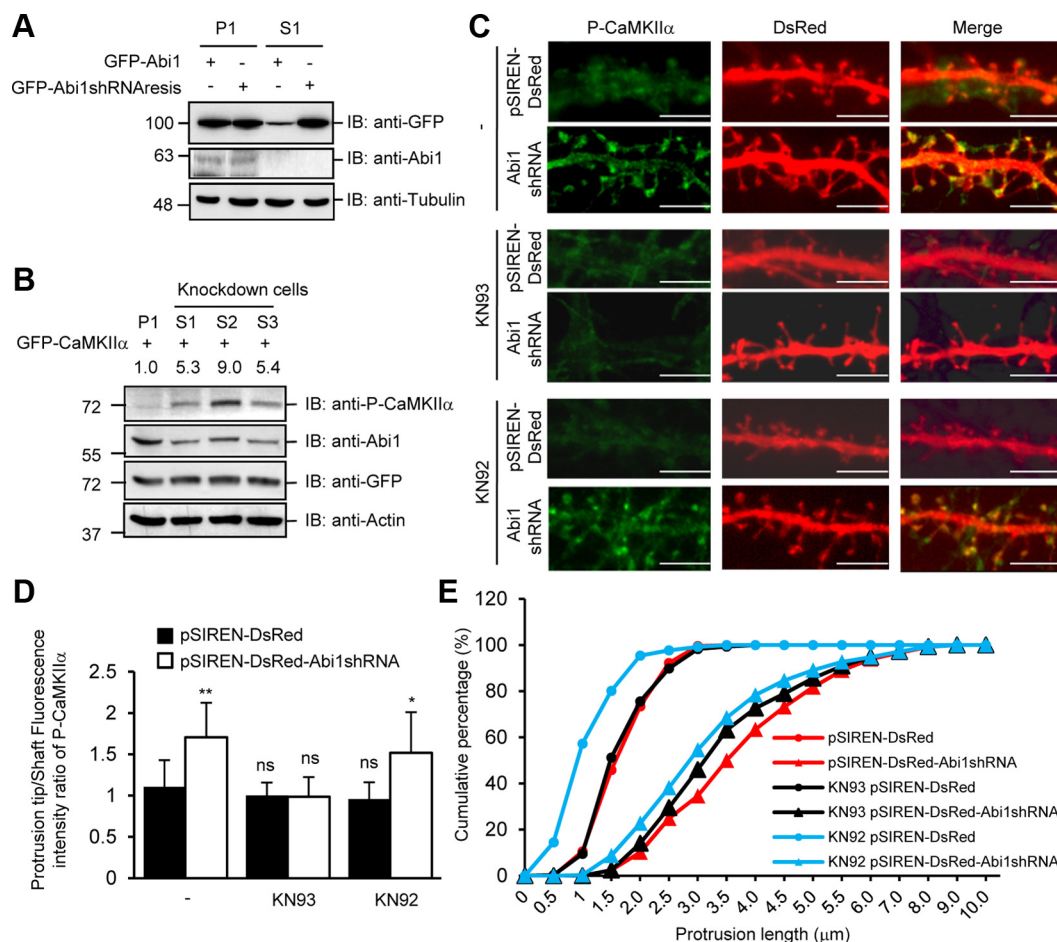 A
P1 S1
GFP-Abi1 + - + -
GFP-Abi1shRNAresis - + - +
100 IB: anti-GFP
63 IB: anti-Abi1
48 IB: anti-Tubulin
B
Knockdown cells
P1 S1 S2 S3
GFP-CaMKIIα + + + +
1.0 5.3 9.0 5.4
72 IB: anti-P-CaMKIIα
55 IB: anti-Abi1
72 IB: anti-GFP
37 IB: anti-Actin
C
P-CaMKIIα DsRed Merge
-
pSIREN-
DsRed
Abi1
shRNA
KN93
pSIREN-
DsRed
Abi1
shRNA
KN92
pSIREN-
DsRed
Abi1
shRNA
D
pSIREN-DsRed
pSIREN-DsRed-Abi1shRNA
Protrusion tip/Shaft Fluorescence
intensity ratio of P-CaMKIIα
2.5
2
1.5
1
0.5
0
**
ns ns
ns *
- KN93 KN92
E
Cumulative percentage (%)
120
100
80
60
40
20
0
pSIREN-DsRed
pSIREN-DsRed-Abi1shRNA
KN93 pSIREN-DsRed
KN93 pSIREN-DsRed-Abi1shRNA
KN92 pSIREN-DsRed
KN92 pSIREN-DsRed-Abi1shRNA
0 0.5 1 1.5 2.0 2.5 3.0 3.5 4.0 4.5 5.0 5.5 6.0 7.0 8.0 9.0 10.0
Protrusion length (μm)